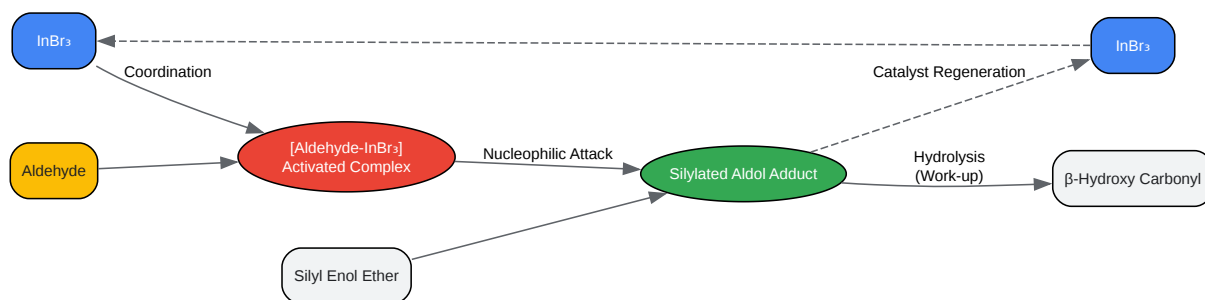 InBr₃
InBr₃
Coordination
Catalyst Regeneration
[Aldehyde-InBr₃]
Activated Complex
Nucleophilic Attack
Aldehyde
Silylated Aldol Adduct
Hydrolysis
(Work-up)
β-Hydroxy Carbonyl
Silyl Enol Ether